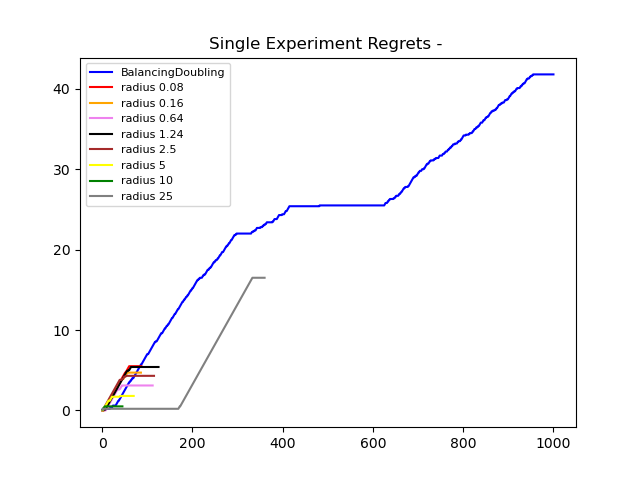 Single Experiment Regrets -
BalancingDoubling
radius 0.08
radius 0.16
radius 0.64
radius 1.24
radius 2.5
radius 5
radius 10
radius 25
40
30
20
10
0
0 200 400 600 800 1000